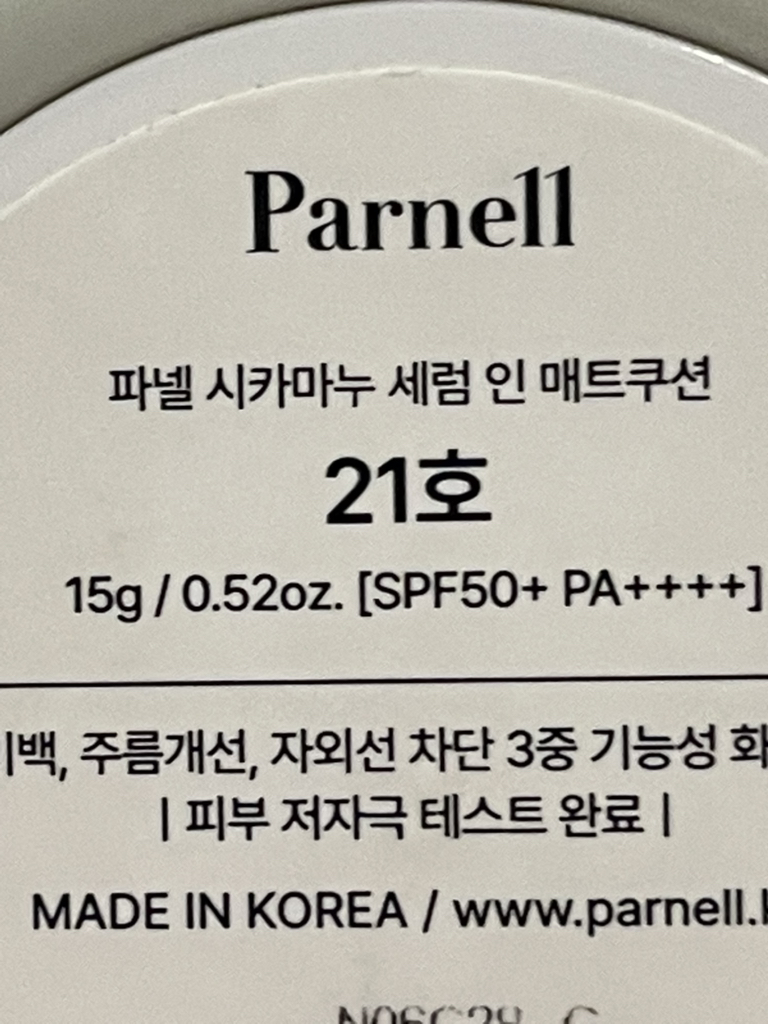 Parnell
파넬 시카마누 세럼 인 매트쿠션
21호
15g / 0.52oz. [SPF50+ PA++++]
주름개선, 자외선 차단 3중 기능성
| 피부 저자극 테스트 완료 |
MADE IN KOREA / www.parnell.